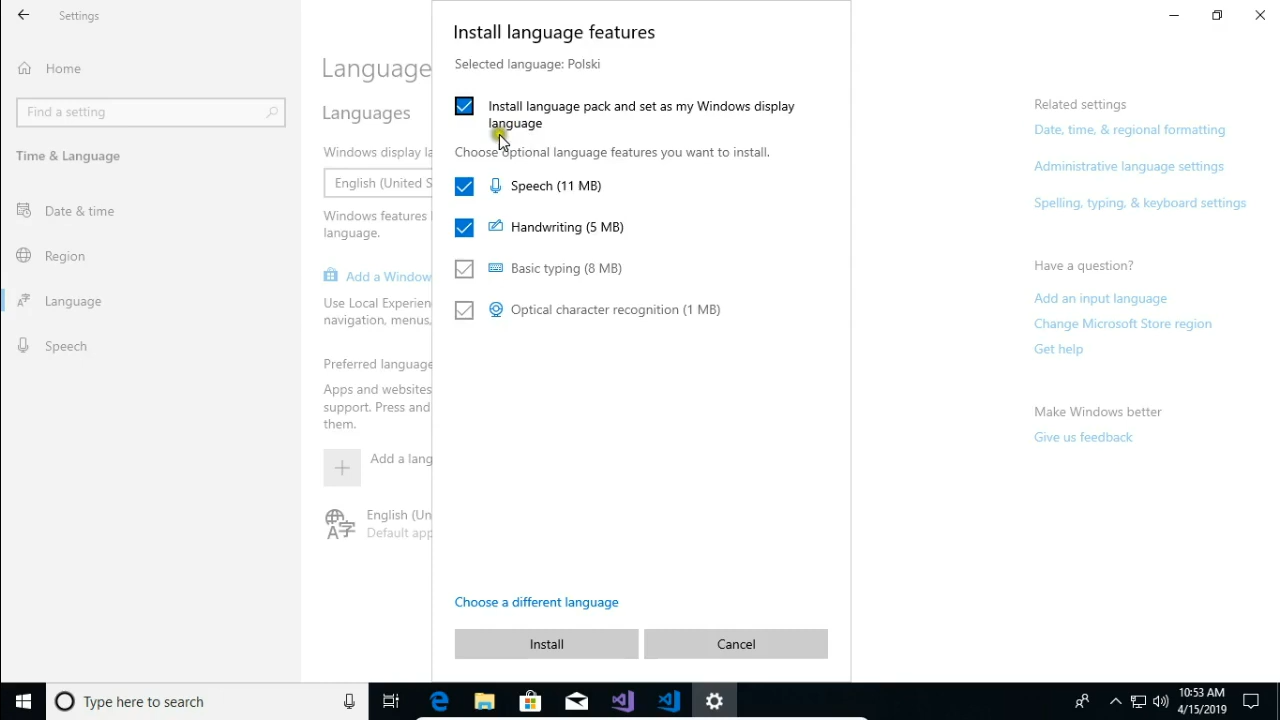 Settings
Home
Find a setting
Time & Language
Date & time
Region
Language
Speech
Language
Languages
Windows display la
English (United S
Windows features l
language.
Add a Window
Use Local Experien
navigation, menus,
Preferred language
Apps and websites
support. Press and
them.
Add a lang
English (Un
Default app
Install language features
Selected language: Polski
Install language pack and set as my Windows display
language
Choose optional language features you want to install.
Speech (11 MB)
Handwriting (5 MB)
Basic typing (8 MB)
Optical character recognition (1 MB)
Choose a different language
Install
Cancel
Related settings
Date, time, & regional formatting
Administrative language settings
Spelling, typing, & keyboard settings
Have a question?
Add an input language
Change Microsoft Store region
Get help
Make Windows better
Give us feedback
Type here to search
10:53 AM
4/15/2019